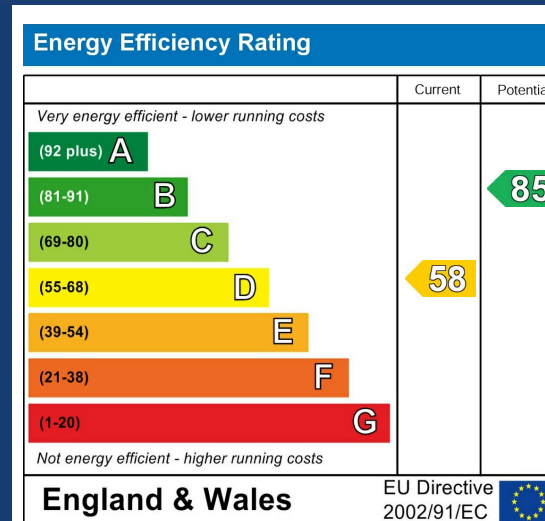 Energy Efficiency Rating
Current Potentia
Very energy efficient - lower running costs
(92 plus) A
(81-91) B
85
(69-80) C
(55-68) D
58
(39-54) E
(21-38) F
(1-20) G
Not energy efficient - higher running costs
England & Wales
EU Directive
2002/91/EC